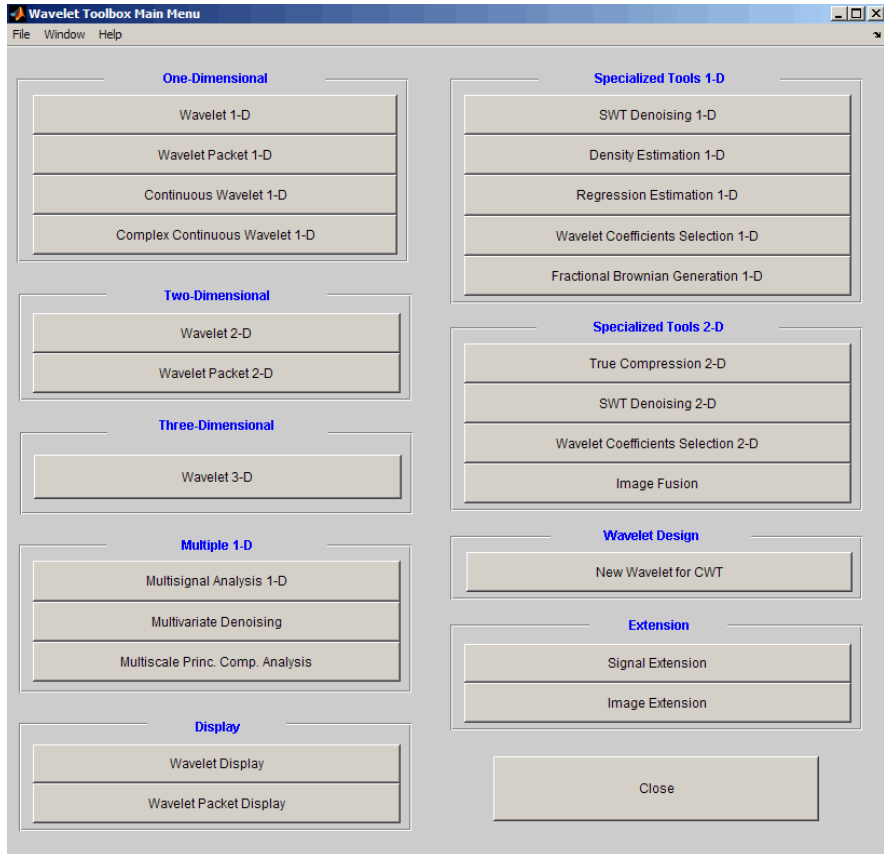 Wavelet Toolbox Main Menu
File Window Help
One-Dimensional
Wavelet 1-D
Wavelet Packet 1-D
Continuous Wavelet 1-D
Complex Continuous Wavelet 1-D
Two-Dimensional
Wavelet 2-D
Wavelet Packet 2-D
Three-Dimensional
Wavelet 3-D
Multiple 1-D
Multisignal Analysis 1-D
Multivariate Denoising
Multiscale Princ. Comp. Analysis
Display
Wavelet Display
Wavelet Packet Display
Specialized Tools 1-D
SWT Denoising 1-D
Density Estimation 1-D
Regression Estimation 1-D
Wavelet Coefficients Selection 1-D
Fractional Brownian Generation 1-D
Specialized Tools 2-D
True Compression 2-D
SWT Denoising 2-D
Wavelet Coefficients Selection 2-D
Image Fusion
Wavelet Design
New Wavelet for CWT
Extension
Signal Extension
Image Extension
Close